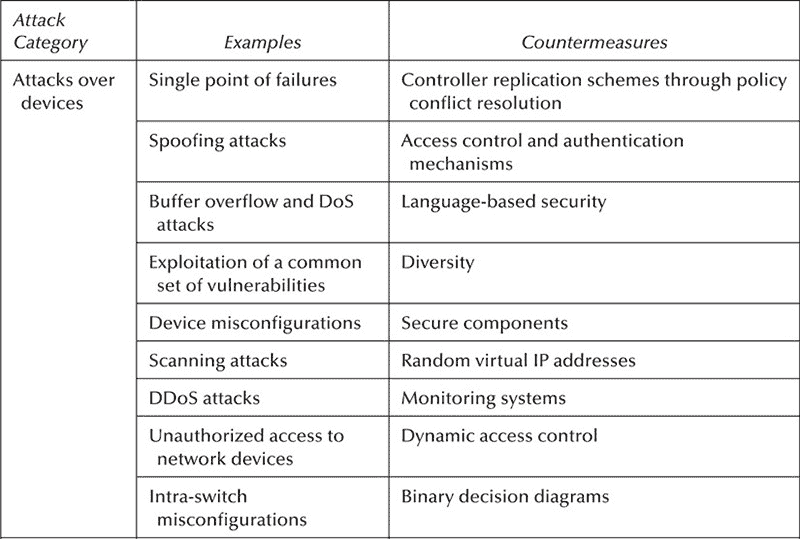 Attack
Category
Examples
Countermeasures
Attacks over
devices
Single point of failures
Controller replication schemes through policy
conflict resolution
Spoofing attacks
Access control and authentication
mechanisms
Buffer overflow and DoS
attacks
Language-based security
Exploitation of a common
set of vulnerabilities
Diversity
Device misconfigurations
Secure components
Scanning attacks
Random virtual IP addresses
DDoS attacks
Monitoring systems
Unauthorized access to
network devices
Dynamic access control
Intra-switch
misconfigurations
Binary decision diagrams